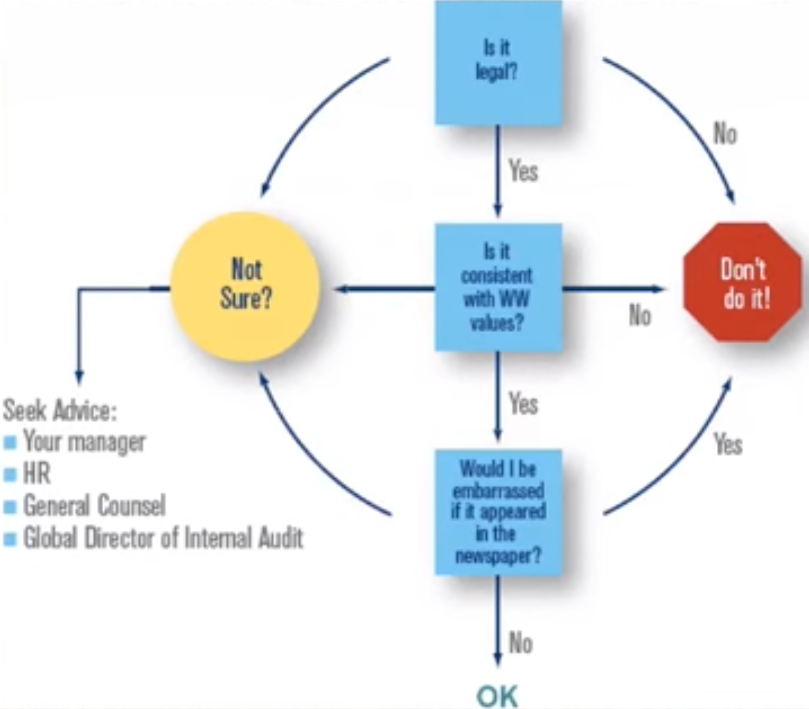 Is it
legal?
No
Yes
Not
Sure?
Is it
consistent
with WW
values?
No
Don't
do it!
Seek Advice:
Your manager
HR
General Counsel
Global Director of Internal Audit
Yes
Yes
Would I be
embarrassed
if it appeared
in the
newspaper?
No
OK